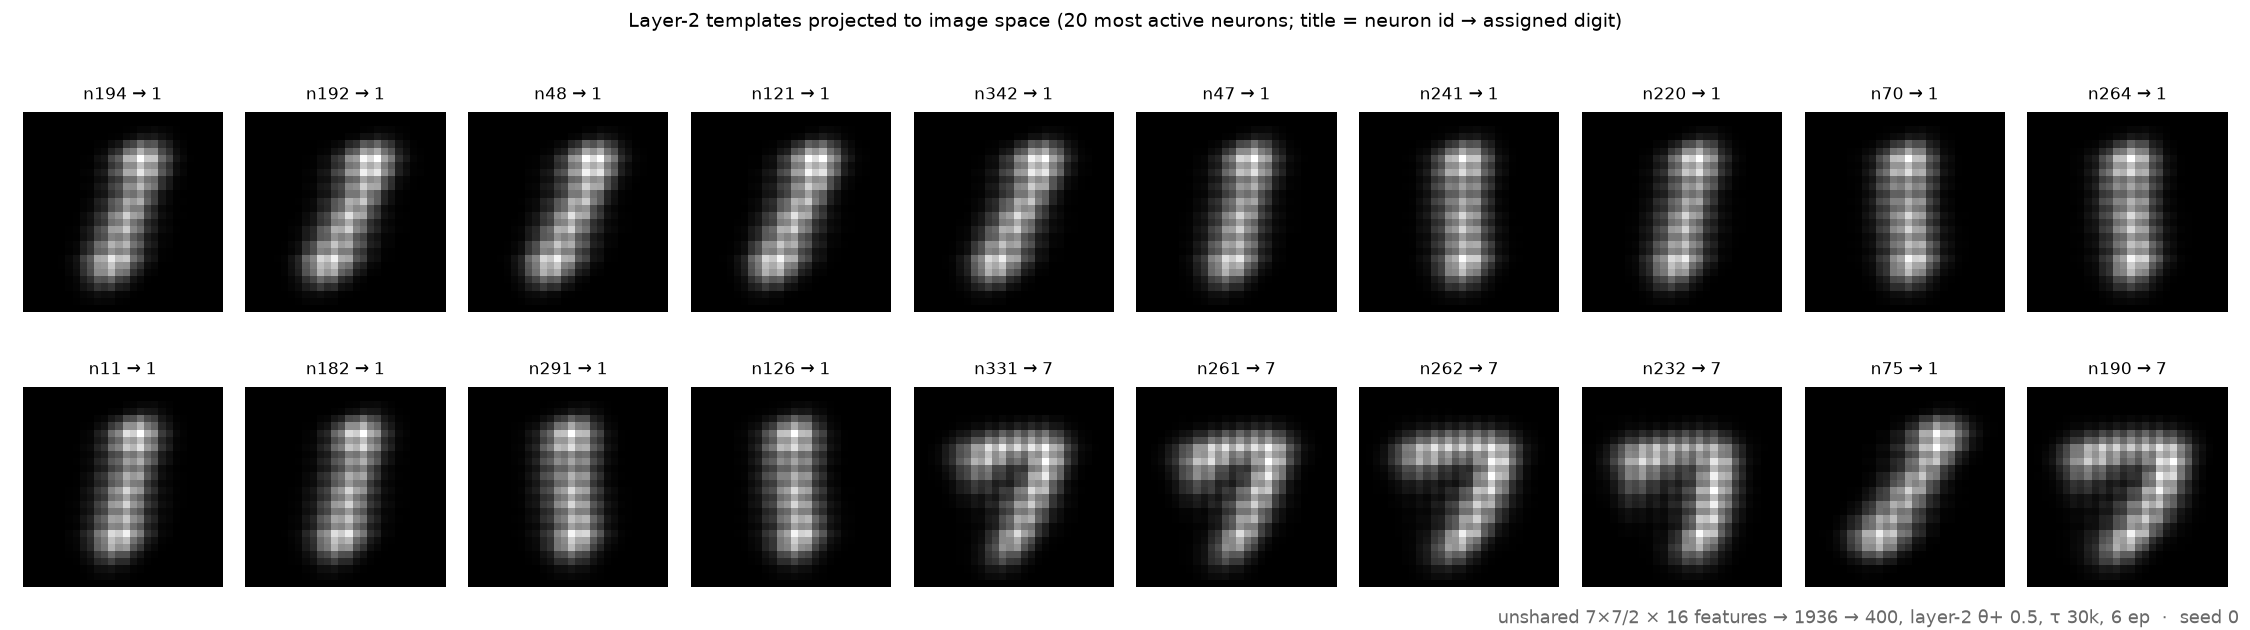 Layer-2 templates projected to image space (20 most active neurons; title = neuron id → assigned digit)
n194 → 1 n192 → 1 n48 → 1 n121 → 1 n342 → 1 n47 → 1 n241 → 1 n220 → 1 n70 → 1 n264 → 1
n11 → 1 n182 → 1 n291 → 1 n126 → 1 n331 → 7 n261 → 7 n262 → 7 n232 → 7 n75 → 1 n190 → 7
unshared 7×7/2 × 16 features → 1936 → 400, layer-2 θ+ 0.5, τ 30k, 6 ep · seed 0